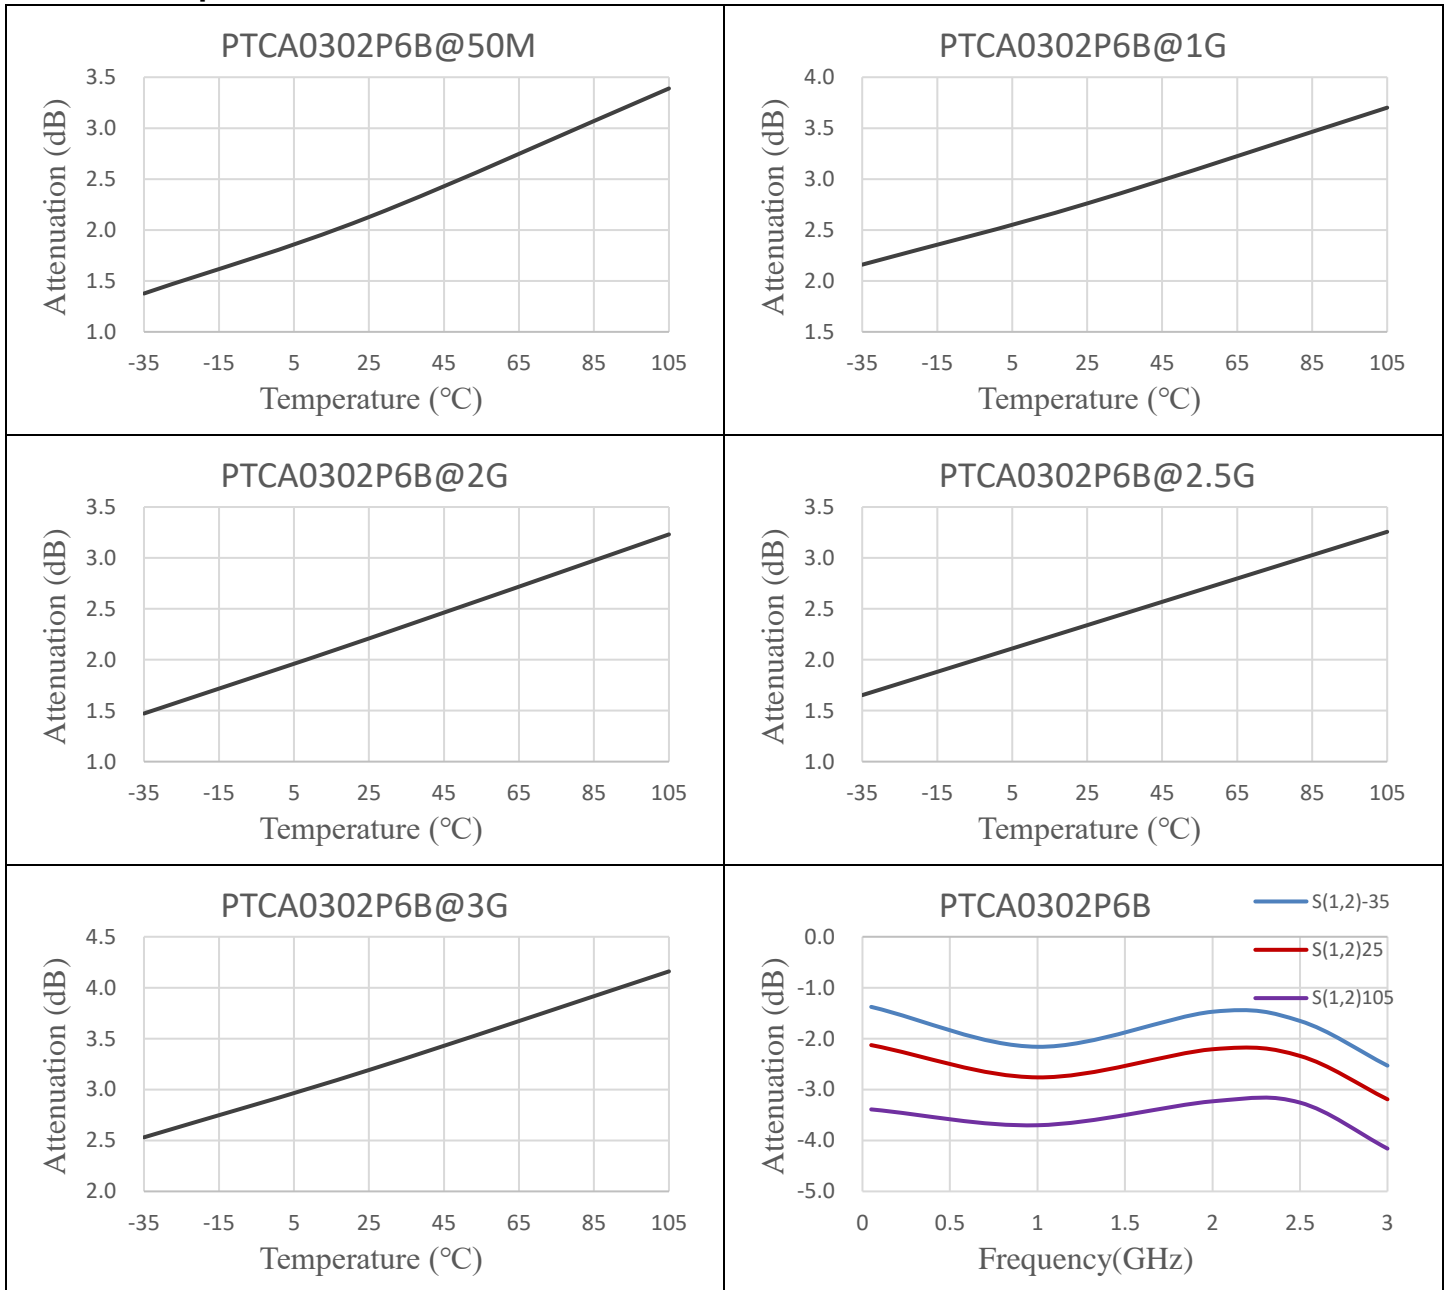 PTCA0302P6B@50M
Attenuation (dB)
3.5
3.0
2.5
2.0
1.5
1.0
-35 -15 5 25 45 65 85 105
Temperature (℃)
PTCA0302P6B@1G
Attenuation (dB)
4.0
3.5
3.0
2.5
2.0
1.5
-35 -15 5 25 45 65 85 105
Temperature (℃)
PTCA0302P6B@2G
Attenuation (dB)
3.5
3.0
2.5
2.0
1.5
1.0
-35 -15 5 25 45 65 85 105
Temperature (℃)
PTCA0302P6B@2.5G
Attenuation (dB)
3.5
3.0
2.5
2.0
1.5
1.0
-35 -15 5 25 45 65 85 105
Temperature (℃)
PTCA0302P6B@3G
Attenuation (dB)
4.5
4.0
3.5
3.0
2.5
2.0
-35 -15 5 25 45 65 85 105
Temperature (℃)
PTCA0302P6B
S(1,2)-35
S(1,2)25
S(1,2)105
Attenuation (dB)
0.0
-1.0
-2.0
-3.0
-4.0
-5.0
0 0.5 1 1.5 2 2.5 3
Frequency(GHz)